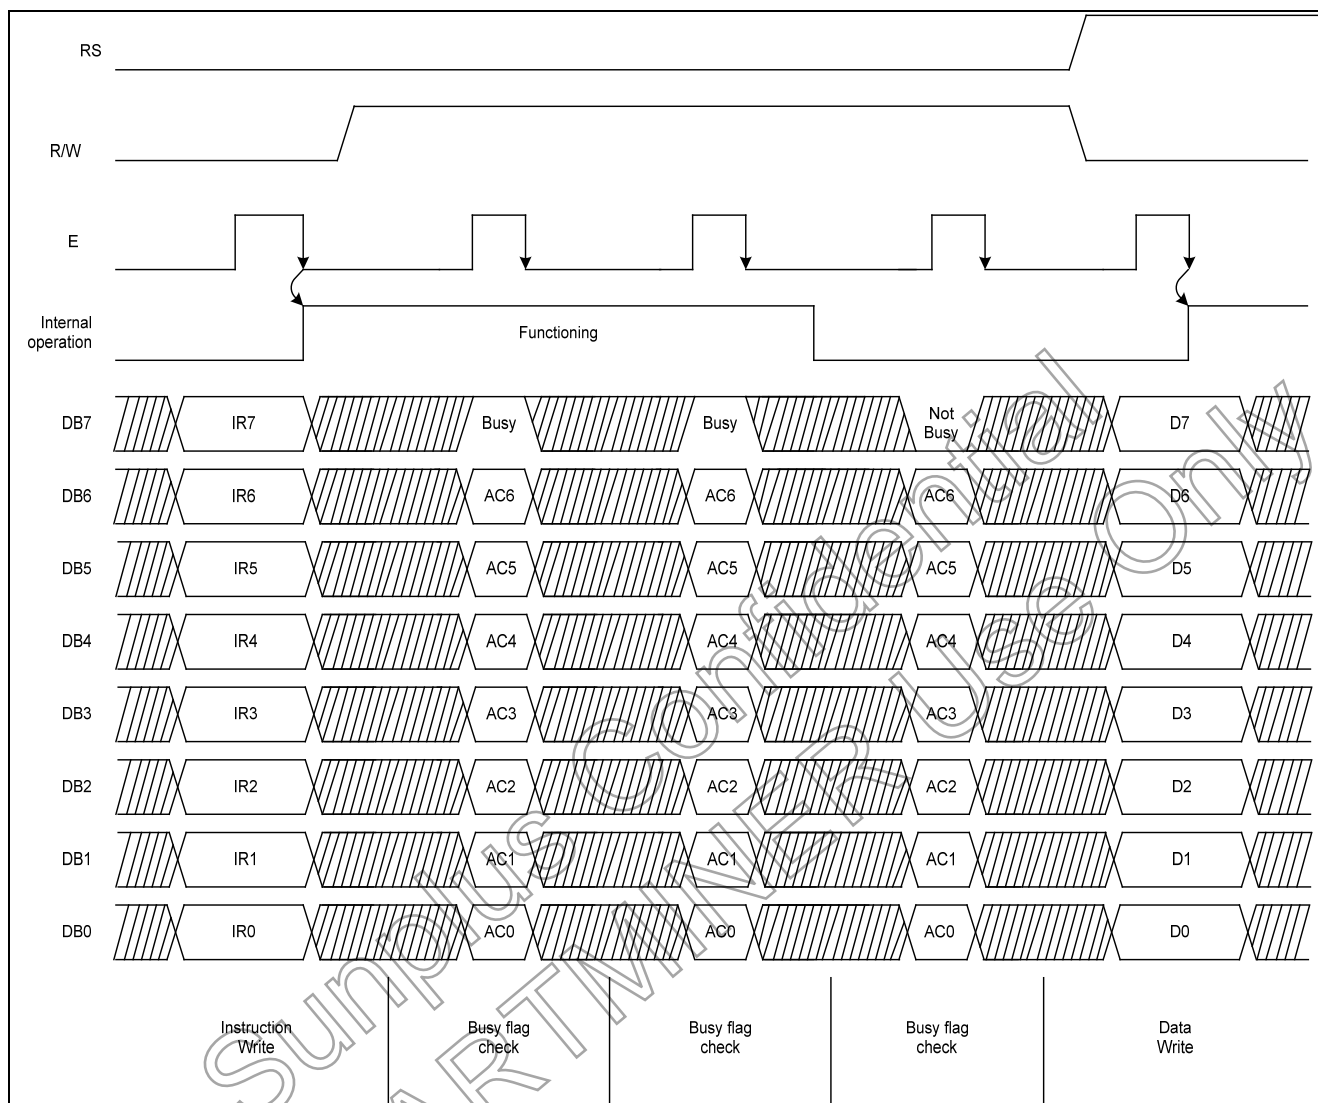 RS
R/W
E
Internal
operation
Functioning
DB7 IR7 Busy Busy Not Busy D7
DB6 IR6 AC6 AC6 AC6 D6
DB5 IR5 AC5 AC5 AC5 D5
DB4 IR4 AC4 AC4 AC4 D4
DB3 IR3 AC3 AC3 AC3 D3
DB2 IR2 AC2 AC2 AC2 D2
DB1 IR1 AC1 AC1 AC1 D1
DB0 IR0 AC0 AC0 AC0 D0
Instruction Write
Busy flag check
Busy flag check
Busy flag check
Data Write
Sunplus Confidential
ARTMINER Use Only